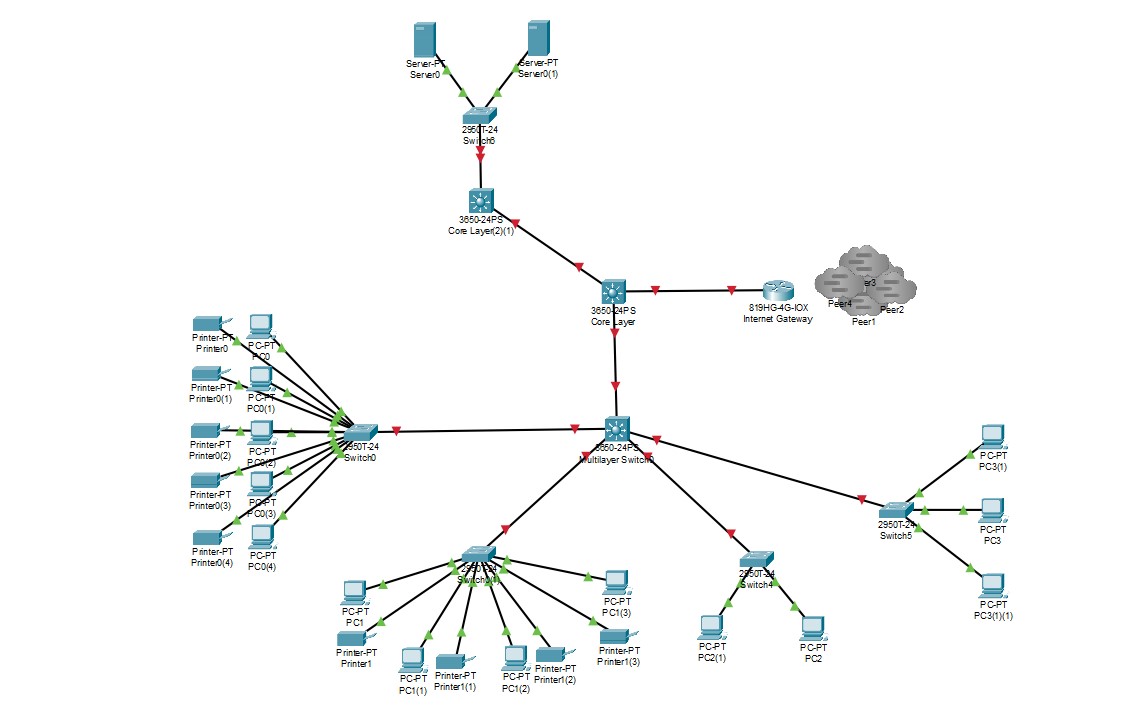 Server-PT
Server0
Server-PT
Server0(1)
2950T-24
Switch6
3650-24PS
Core Layer(2)(1)
3650-24PS
Core Layer
819HG-4G-IOX
Internet Gateway
er3
Peer4
Peer2
Peer1
Printer-PT
Printer0
PC-PT
PC0
Printer-PT
Printer0(1)
PC-PT
PC0(1)
Printer-PT
Printer0(2)
PC-PT
PC0(2)
Printer-PT
Printer0(3)
PC-PT
PC0(3)
Printer-PT
Printer0(4)
PC-PT
PC0(4)
2950T-24
Switch0
3650-24PS
Multilayer Switch0
PC-PT
PC3(1)
2950T-24
Switch5
PC-PT
PC3
PC-PT
PC3(1)(1)
2950T-24
Switch0(1)
2950T-24
Switch4
PC-PT
PC1
Printer-PT
Printer1
PC-PT
PC1(1)
Printer-PT
Printer1(1)
PC-PT
PC1(2)
Printer-PT
Printer1(2)
Printer-PT
Printer1(3)
PC-PT
PC1(3)
PC-PT
PC2(1)
PC-PT
PC2